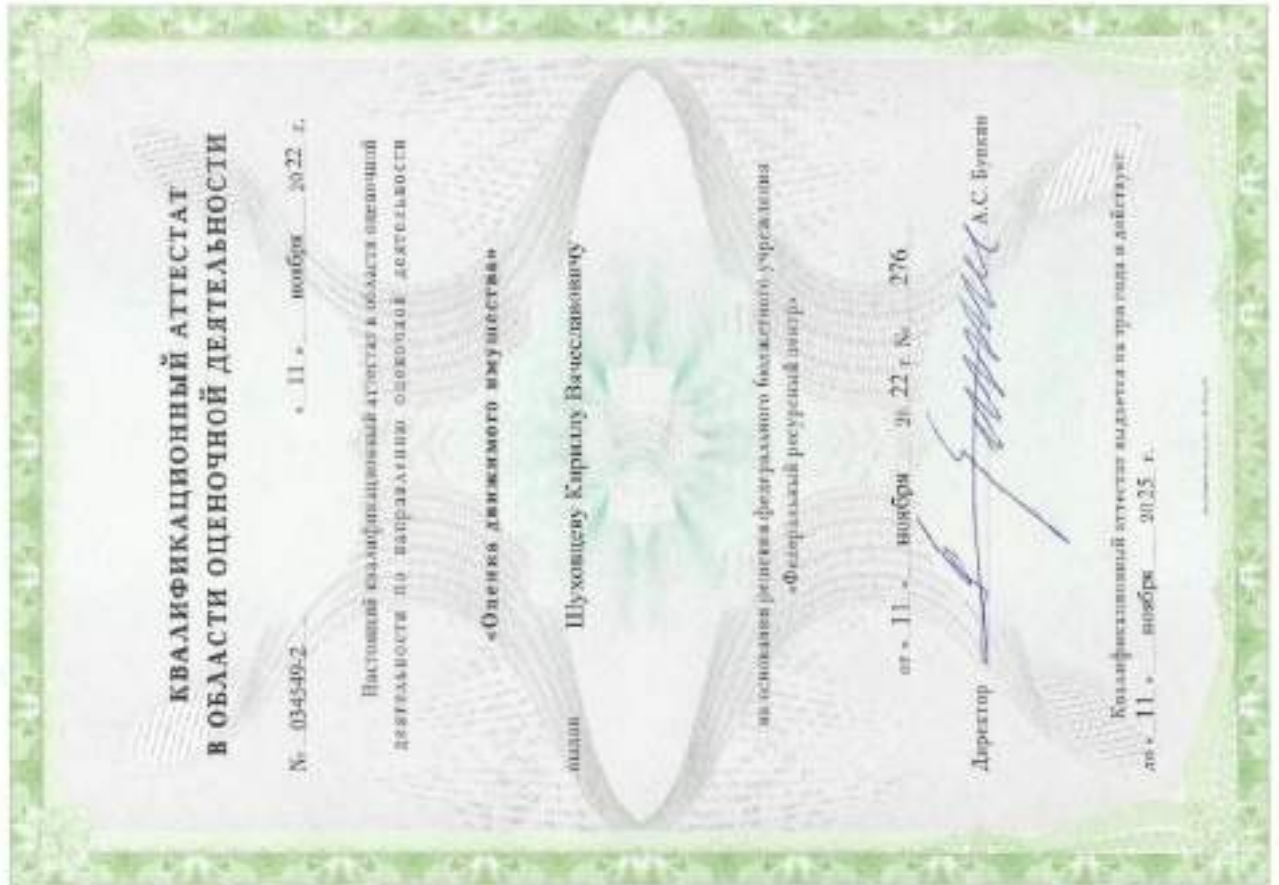 КВАЛИФИКАЦИОННЫЙ АТТЕСТАТ
В ОБЛАСТИ ОЦЕНОЧНОЙ ДЕЯТЕЛЬНОСТИ
№ 034549-2 « 11 » ноября 20 22 г.
Настоящий квалификационный аттестат в области оценочной
деятельности по направлению оценочной деятельности
«Оценка движимого имущества»
выдан Шуховцеву Кириллу Вячеславовичу
на основании решения федерального бюджетного учреждения
«Федеральный ресурсный центр»
от « 11 » ноября 20 22 г. № 276
Директор А.С. Бункин
Квалификационный аттестат выдается на три года и действует
до « 11 » ноября 2025 г.